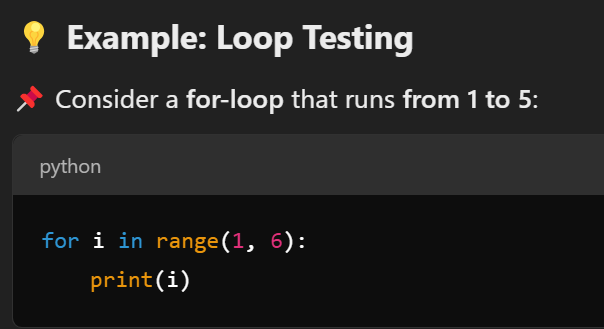 💡 Example: Loop Testing
📌 Consider a for-loop that runs from 1 to 5:
python
for i in range(1, 6):
    print(i)